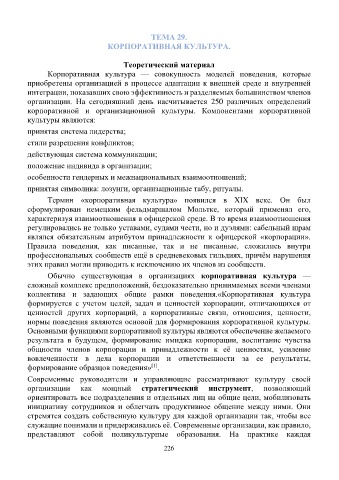 ТЕМА 29.
КОРПОРАТИВНАЯ КУЛЬТУРА.
Теоретический материал
Корпоративная культура — совокупность моделей поведения, которые
приобретены организацией в процессе адаптации к внешней среде и внутренней
интеграции, показавших свою эффективность и разделяемых большинством членов
организации. На сегодняшний день насчитывается 250 различных определений
корпоративной и организационной культуры. Компонентами корпоративной
культуры являются:
принятая система лидерства;
стили разрешения конфликтов;
действующая система коммуникации;
положение индивида в организации;
особенности гендерных и межнациональных взаимоотношений;
принятая символика: лозунги, организационные табу, ритуалы.
Термин «корпоративная культура» появился в XIX веке. Он был
сформулирован немецким фельдмаршалом Мольтке, который применял его,
характеризуя взаимоотношения в офицерской среде. В то время взаимоотношения
регулировались не только уставами, судами чести, но и дуэлями: сабельный шрам
являлся обязательным атрибутом принадлежности к офицерской «корпорации».
Правила поведения, как писанные, так и не писанные, сложились внутри
профессиональных сообществ ещё в средневековых гильдиях, причём нарушения
этих правил могли приводить к исключению их членов из сообществ.
Обычно существующая в организациях корпоративная культура —
сложный комплекс предположений, бездоказательно принимаемых всеми членами
коллектива и задающих общие рамки поведения.«Корпоративная культура
формируется с учетом целей, задач и ценностей корпорации, отличающихся от
ценностей других корпораций, а корпоративные связи, отношения, ценности,
нормы поведения являются основой для формирования корпоративной культуры.
Основными функциями корпоративной культуры являются обеспечение желаемого
результата в будущем, формирование имиджа корпорации, воспитание чувства
общности членов корпорации и принадлежности к её ценностям, усиление
вовлеченности в дела корпорации и ответственности за ее результаты,
формирование образцов поведения»[1].
Современные руководители и управляющие рассматривают культуру своей
организации как мощный стратегический инструмент, позволяющий
ориентировать все подразделения и отдельных лиц на общие цели, мобилизовать
инициативу сотрудников и облегчать продуктивное общение между ними. Они
стремятся создать собственную культуру для каждой организации так, чтобы все
служащие понимали и придерживались её. Современные организации, как правило,
представляют собой поликультурные образования. На практике каждая
226